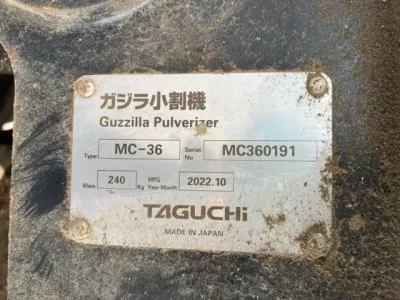 ガジラ小割機
Guzzilla Pulverizer
Type MC-36 Serial No MC360191
Mass 240 Kg MFG Year Month 2022.10
TAGUCHi
MADE IN JAPAN